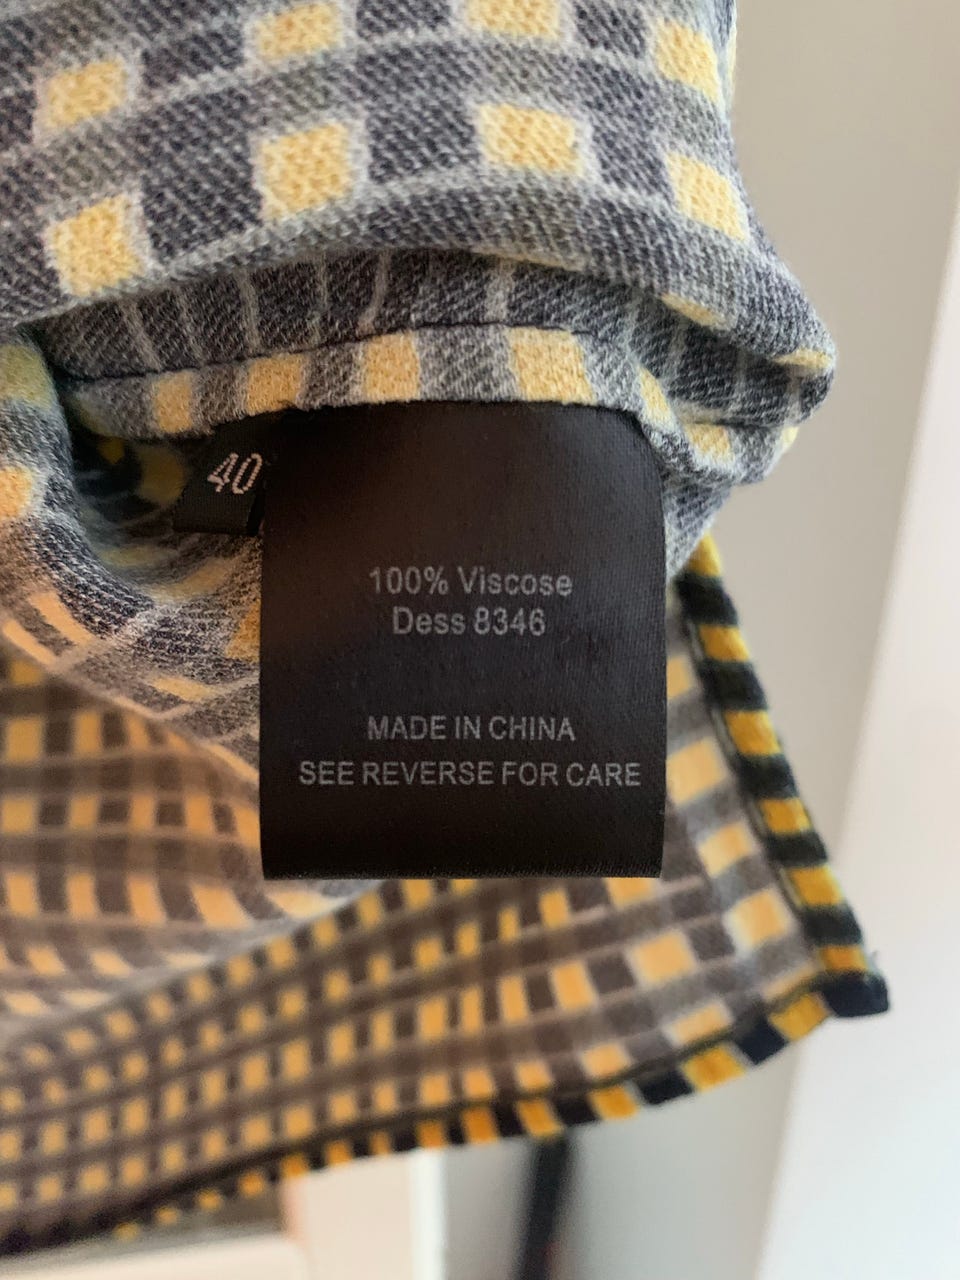 40
100% Viscose
Dess 8346
MADE IN CHINA
SEE REVERSE FOR CARE